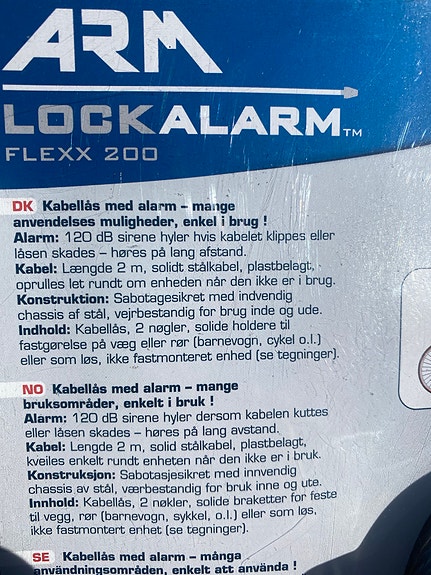 ARM
LOCKALARM™
FLEXX 200
DK Kabellås med alarm – mange
anvendelses muligheder, enkel i brug !
Alarm: 120 dB sirene hyler hvis kabelet klippes eller
låsen skades – høres på lang afstand.
Kabel: Længde 2 m, solidt stålkabel, plastbelagt,
oprulles let rundt om enheden når den ikke er i brug.
Konstruktion: Sabotagesikret med indvendig
chassis af stål, vejrbestandig for brug inde og ude.
Indhold: Kabellås, 2 nøgler, solide holdere til
fastgørelse på væg eller rør (barnevogn, cykel o.l.)
eller som løs, ikke fastmonteret enhed (se tegninger).
NO Kabellås med alarm – mange
bruksområder, enkelt i bruk !
Alarm: 120 dB sirene hyler dersom kabelen kuttes
eller låsen skades – høres på lang avstand.
Kabel: Lengde 2 m, solid stålkabel, plastbelagt,
kveiles enkelt rundt enheten når den ikke er i bruk.
Konstruksjon: Sabotasjesikret med innvendig
chassis av stål, værbestandig for bruk inne og ute.
Innhold: Kabellås, 2 nøkler, solide braketter for feste
til vegg, rør (barnevogn, sykkel, o.l.) eller som løs,
ikke fastmontert enhet (se tegninger).
SE Kabellås med alarm – många
användningsområden, enkelt att använda !